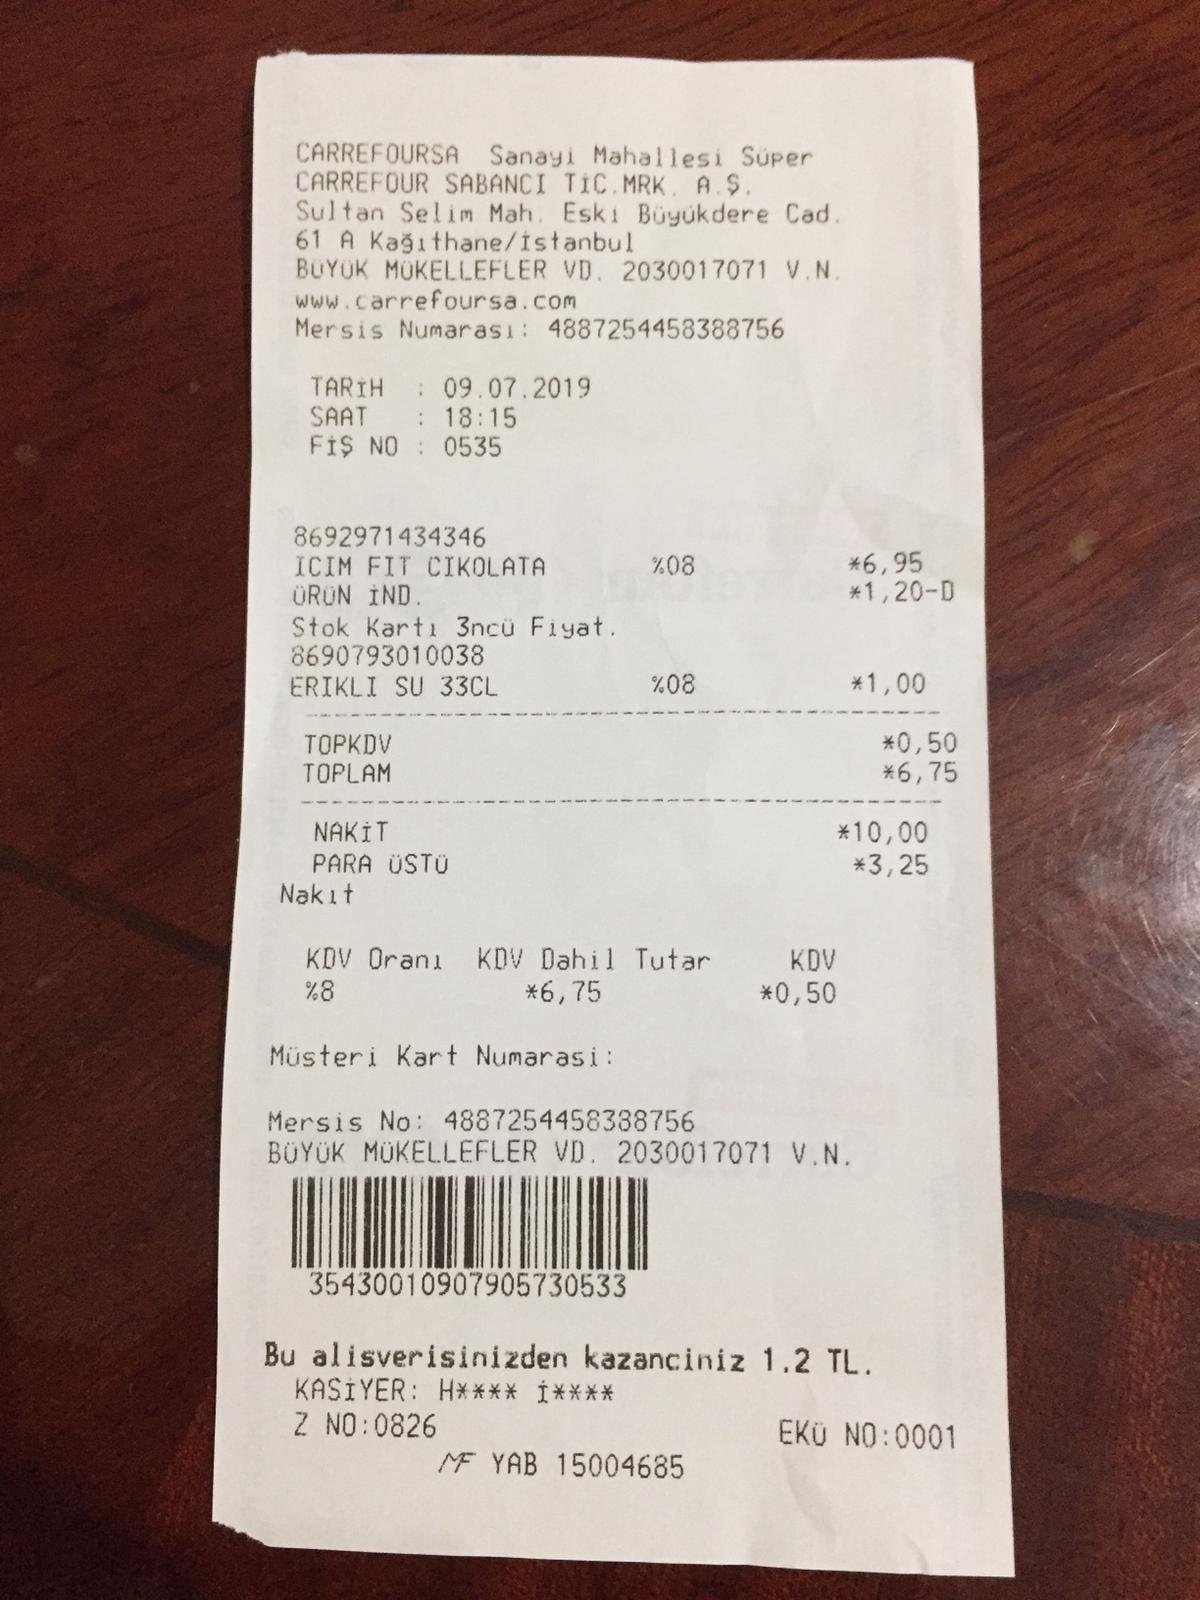 CARREFOURSA Sanayi Mahallesi Süper
CARREFOUR SABANCI TİC.MRK. A.Ş.
Sultan Selim Mah. Eski Büyükdere Cad.
61 A Kağıthane/İstanbul
BÜYÜK MÜKELLEFLER VD. 2030017071 V.N.
www.carrefoursa.com
Mersis Numarası: 4887254458388756
TARİH : 09.07.2019
SAAT : 18:15
FİŞ NO : 0535
8692971434346
ICIM FIT CIKOLATA %08 *6,95
ÜRÜN İND. *1,20-D
Stok Kartı 3ncü Fiyat.
8690793010038
ERIKLI SU 33CL %08 *1,00
TOPKDV *0,50
TOPLAM *6,75
NAKİT *10,00
PARA ÜSTÜ *3,25
Nakıt
KDV Oranı KDV Dahil Tutar KDV
%8 *6,75 *0,50
Müsteri Kart Numarasi:
Mersis No: 4887254458388756
BÜYÜK MÜKELLEFLER VD. 2030017071 V.N.
35430010907905730533
Bu alisverisinizden kazanciniz 1.2 TL.
KASİYER: H**** İ****
Z NO:0826 EKÜ NO:0001
MF YAB 15004685